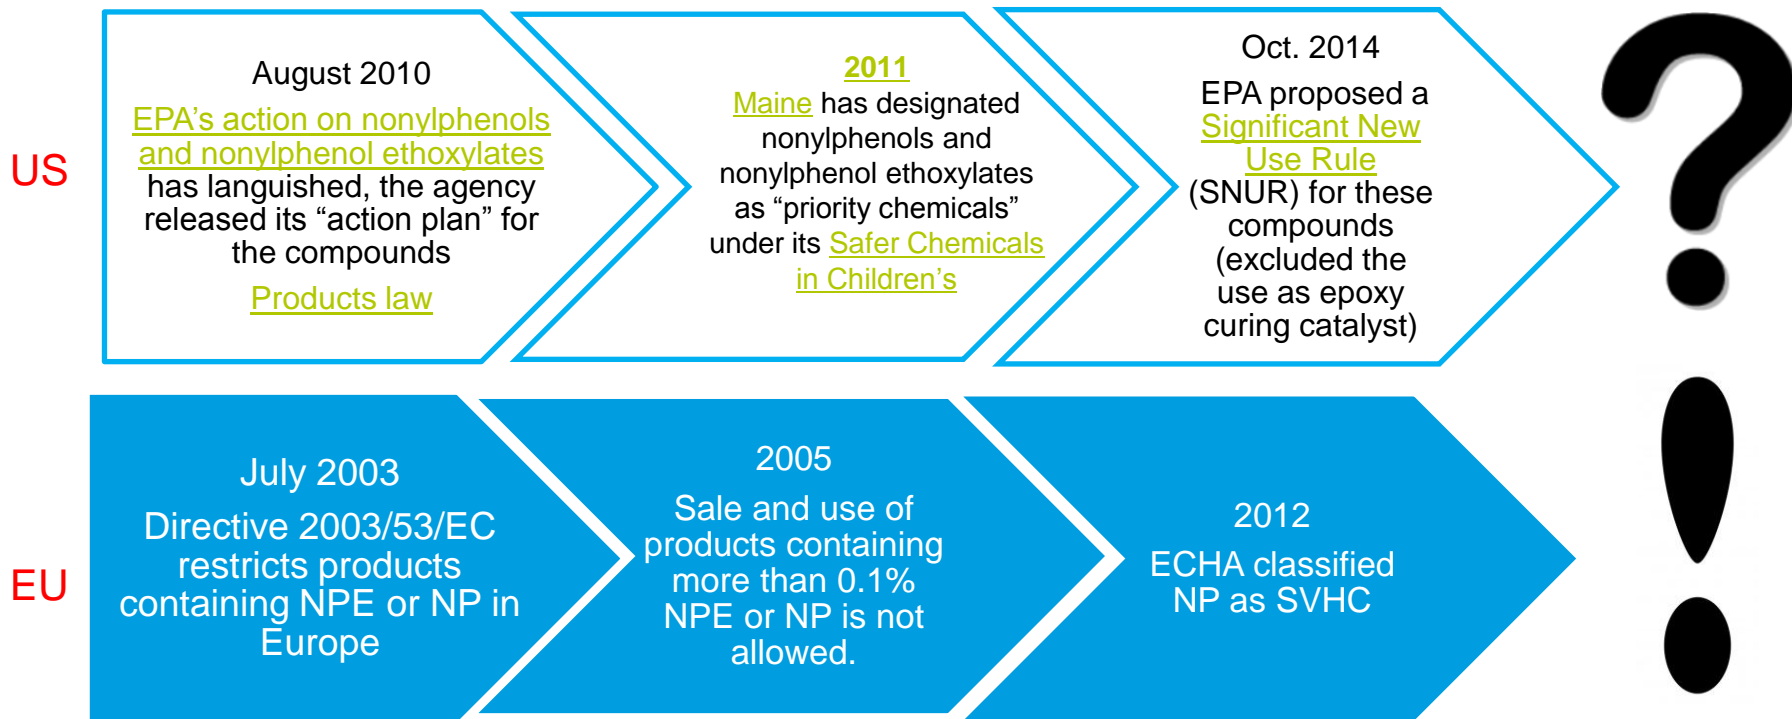 US
August 2010
EPA’s action on nonylphenols
and nonylphenol ethoxylates
has languished, the agency
released its “action plan” for
the compounds
Products law
2011
Maine has designated
nonylphenols and
nonylphenol ethoxylates
as “priority chemicals”
under its Safer Chemicals
in Children’s
Oct. 2014
EPA proposed a
Significant New
Use Rule
(SNUR) for these
compounds
(excluded the
use as epoxy
curing catalyst)
?
EU
July 2003
Directive 2003/53/EC
restricts products
containing NPE or NP in
Europe
2005
Sale and use of
products containing
more than 0.1%
NPE or NP is not
allowed.
2012
ECHA classified
NP as SVHC
!